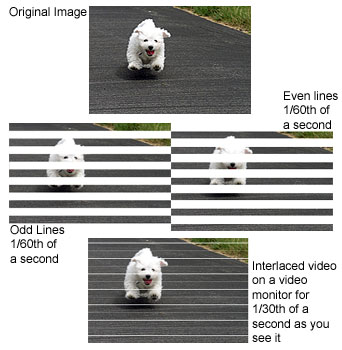 Original Image
Even lines
1/60th of
a second
Odd Lines
1/60th of
a second
Interlaced video
on a video
monitor for
1/30th of a
second as you
see it